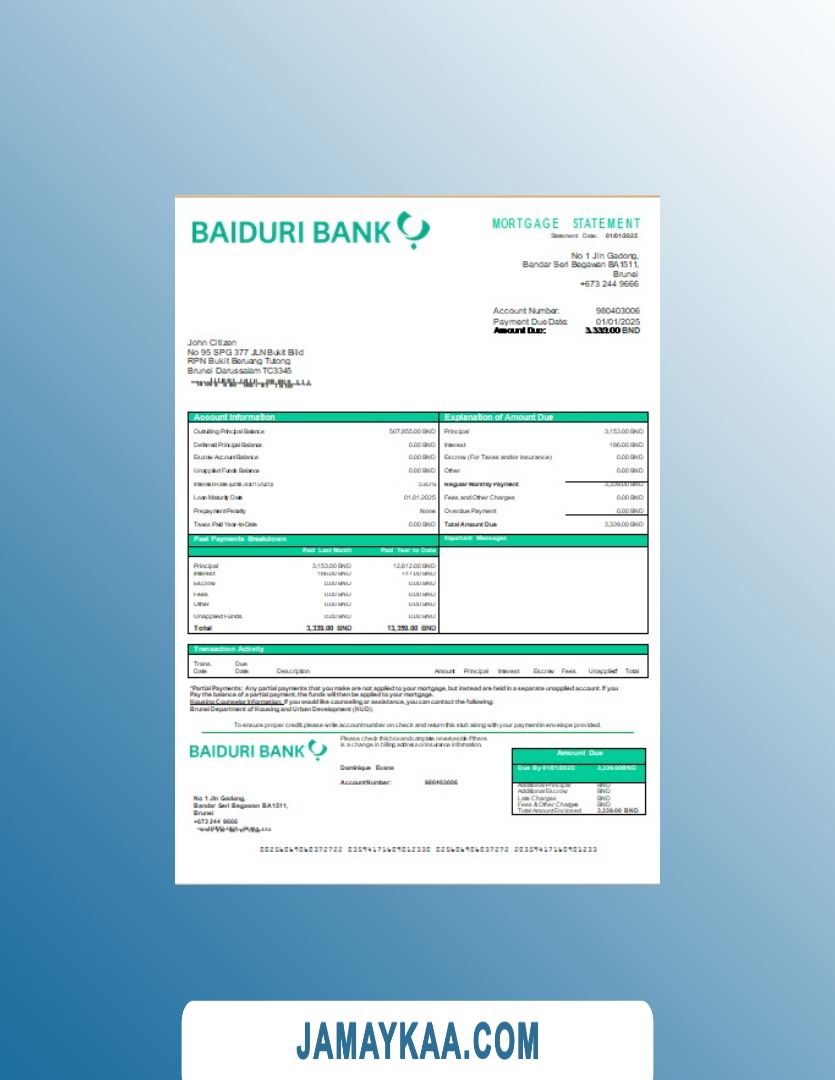 BAIDURI BANK
MORTGAGE STATEMENT
Statement Date: 01/01/2025
No 1 Jln Gadong,
Bandar Seri Begawan BA1511,
Brunei
+673 244 9666
Account Number: 980403006
Payment Due Date: 01/01/2025
Amount Due: 3,339.00 BND
John Citizen
No 95 SPG 377 JLN Bukit Bilid
RPN Bukit Beruang Tutong
Brunei Darussalam TC3345
Account Information
Outstding Principal Balance 507,655.00 BND
Deferred Principal Balance 0.00 BND
Escrow Account Balance 0.00 BND
Unapplied Funds Balance 0.00 BND
Interest Rate
Loan Maturity Date 01.01.2025
Prepayment Penalty None
Taxes Paid Year-to-Date 0.00 BND
Explanation of Amount Due
Principal 3,153.00 BND
Interest 186.00 BND
Escrow (For Taxes and/or Insurance) 0.00 BND
Other 0.00 BND
Regular Monthly Payment 3,339.00 BND
Fees and Other Charges 0.00 BND
Overdue Payment 0.00 BND
Total Amount Due 3,339.00 BND
Past Payments Breakdown
Paid Last Month Paid Year to Date
Principal 3,153.00 BND 12,612.00 BND
Interest 186.00 BND
Escrow 0.00 BND 0.00 BND
Fees 0.00 BND 0.00 BND
Other 0.00 BND 0.00 BND
Unapplied Funds 0.00 BND 0.00 BND
Total 3,339.00 BND 13,359.00 BND
Important Messages
Transaction Activity
Trans. Date Due Date Description Amount Principal Interest Escrow Fees Unapplied Total
*Partial Payments: Any partial payments that you make are not applied to your mortgage, but instead are held in a separate unapplied account. If you
Pay the balance of a partial payment, the funds will then be applied to your mortgage.
Housing Counselor Information: If you would like counseling or assistance, you can contact the following:
Brunei Department of Housing and Urban Development (HUD).
To ensure proper credit, please write account number on check and return this stub along with your payment in envelope provided.
BAIDURI BANK
Please check this box and complete reverse side if there
is a change in billing address or insurance information.
Dominique Evans
Account Number: 980403006
No 1 Jln Gadong,
Bandar Seri Begawan BA1511,
Brunei
+673 244 9666
Amount Due
Due By 01/01/2025: 3,339.00 BND
Additional Principal BND
Additional Escrow BND
Late Charges BND
Fees & Other Charges BND
Total Amount Enclosed 3,339.00 BND
JAMAYKAA.COM